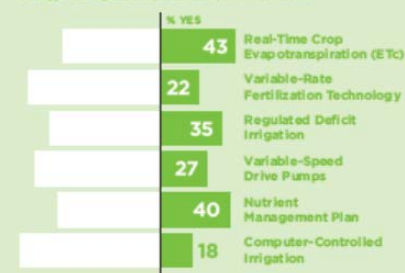 % YES
43 Real-Time Crop
Evapotranspiration (ETc)
22 Variable-Rate
Fertilization Technology
35 Regulated Deficit
Irrigation
27 Variable-Speed
Drive Pumps
40 Nutrient
Management Plan
18 Computer-Controlled
Irrigation